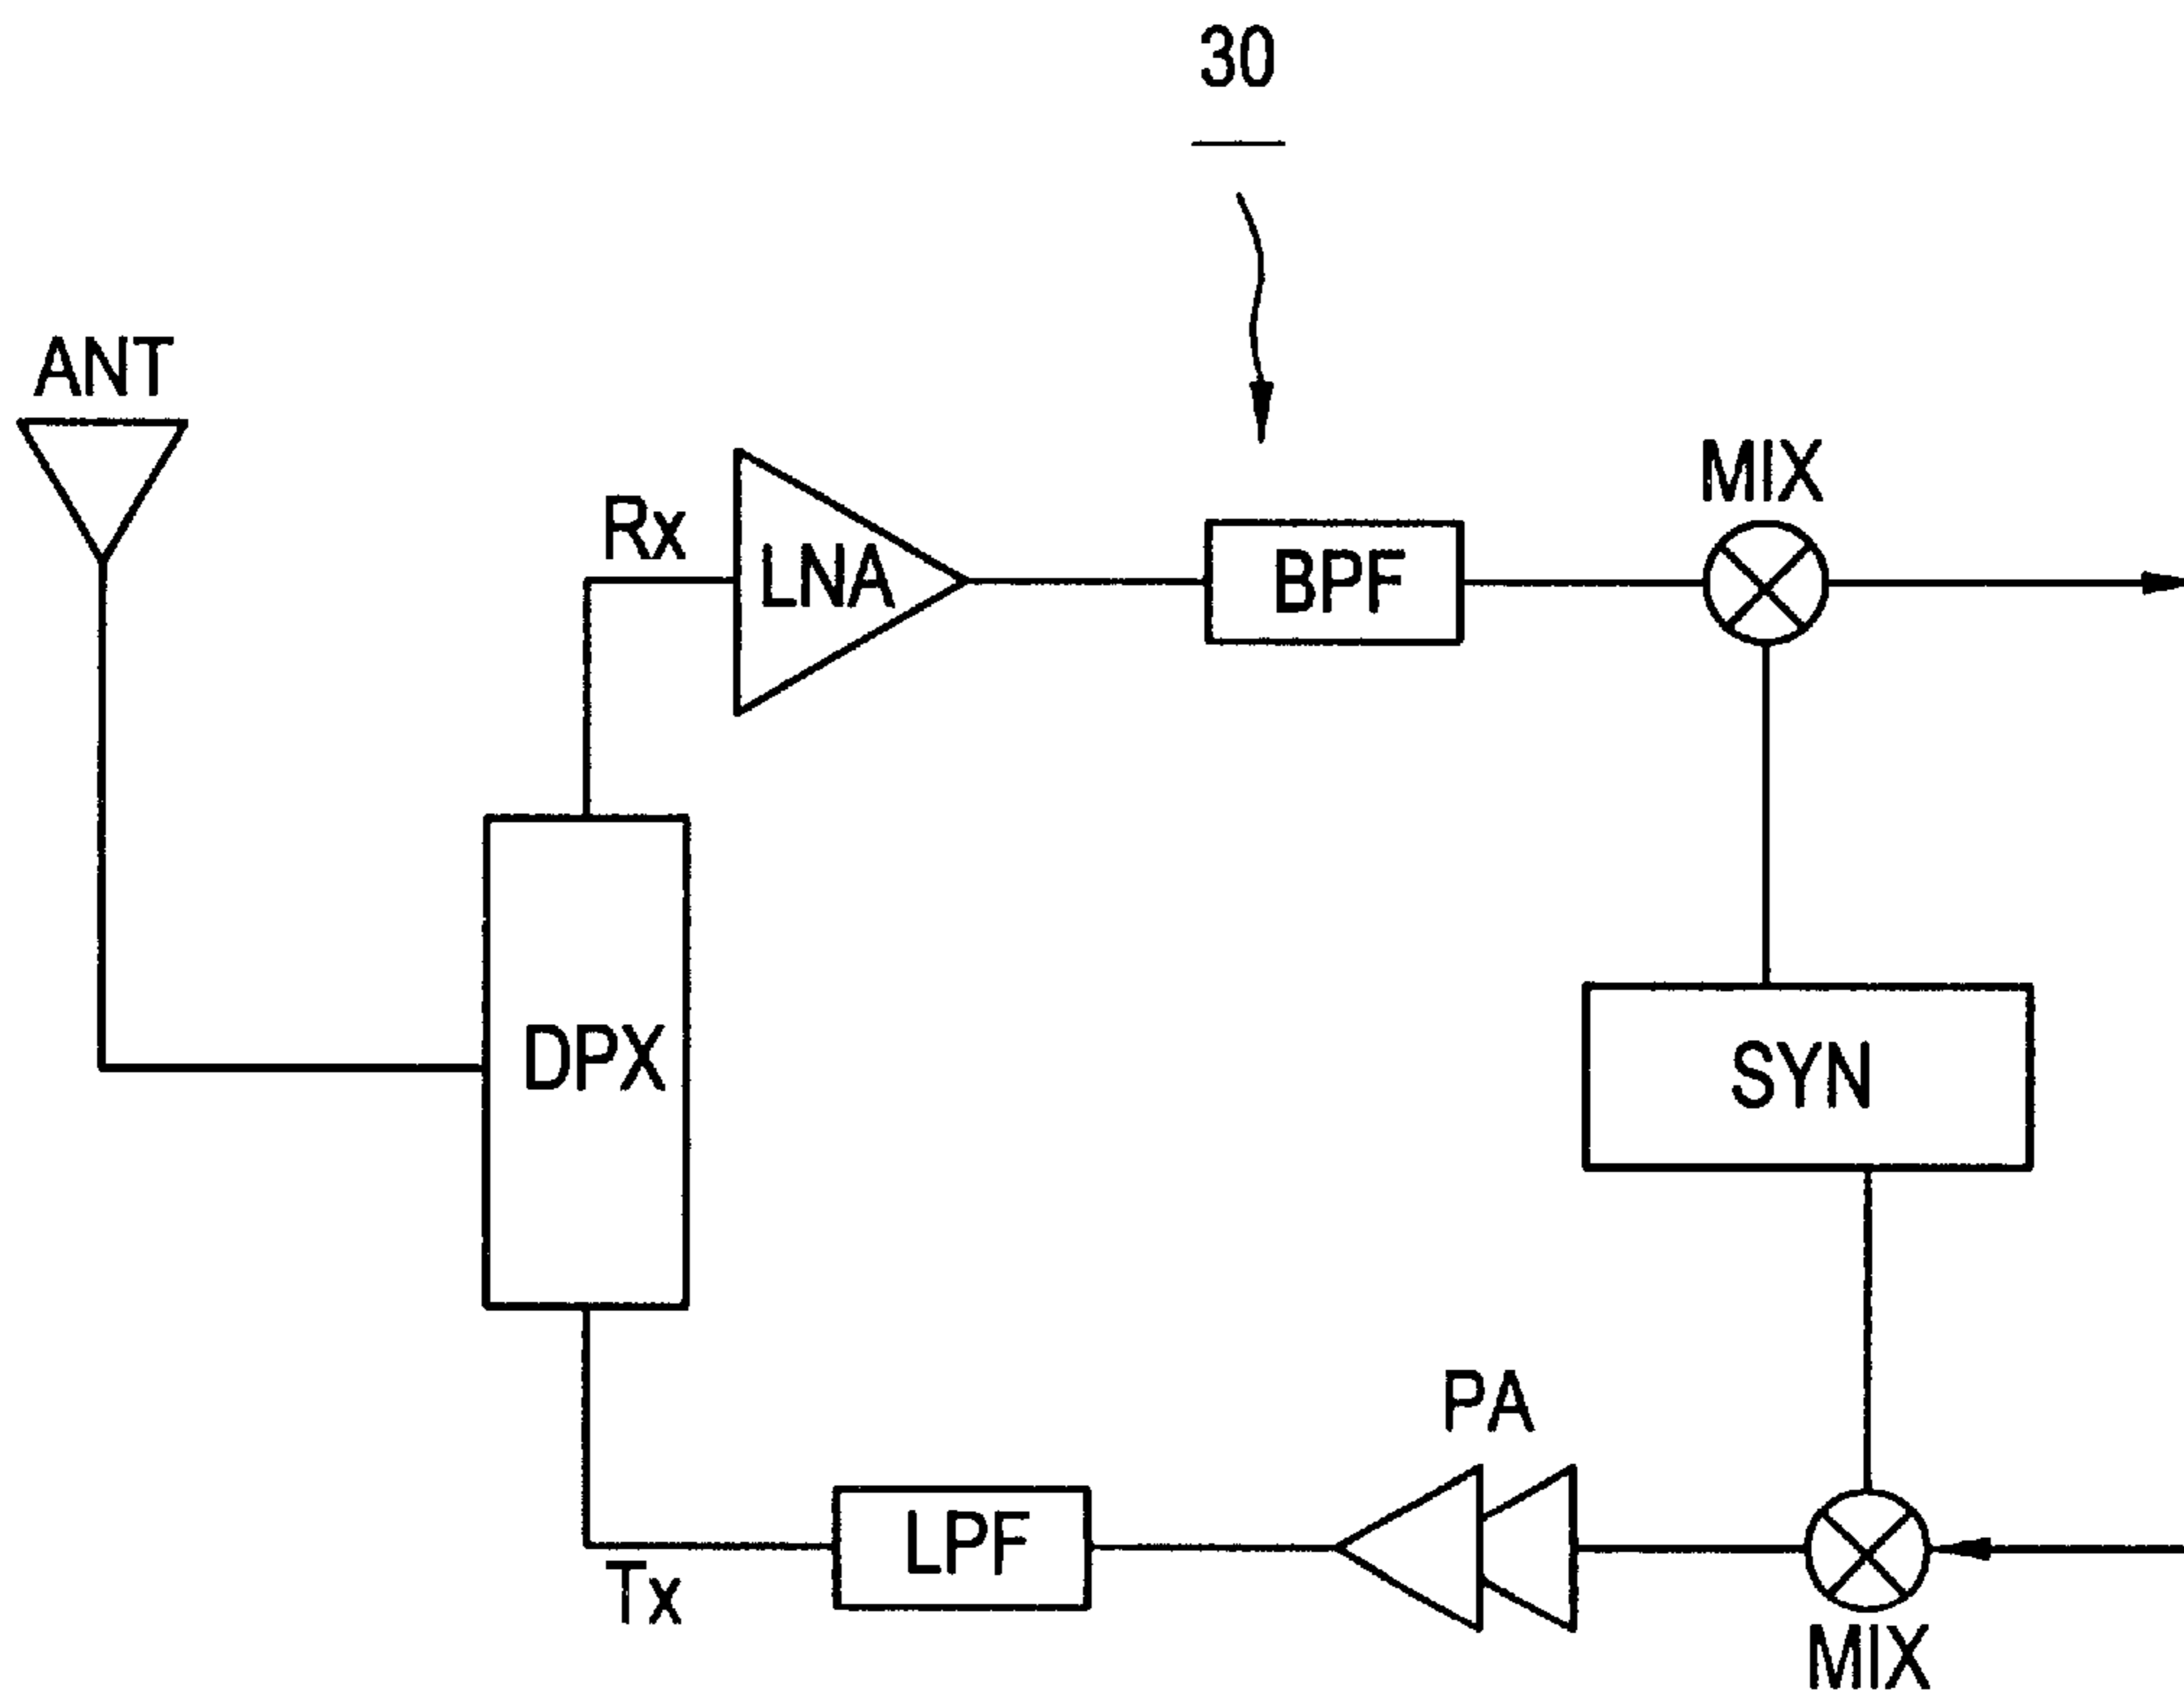 30
ANT
MIX
Rx
LNA
BPF
DPX
SYN
PA
LPF
Tx
MIX